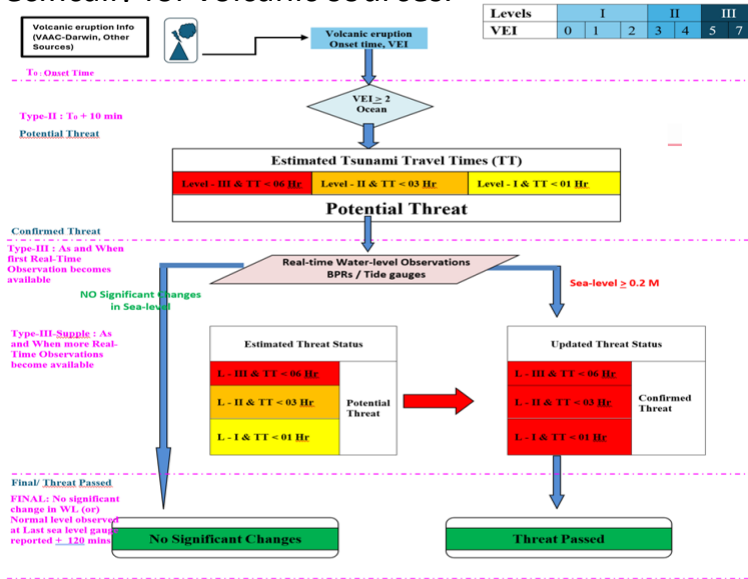 Volcanic eruption Info
(VAAC-Darwin, Other
Sources)
Volcanic eruption
Onset time, VEI
Levels I II III
VEI 0 1 2 3 4 5 7
T₀ : Onset Time
Type-II : T₀ + 10 min
Potential Threat
VEI ≥ 2
Ocean
Estimated Tsunami Travel Times (TT)
Level - III & TT < 06 Hr
Level - II & TT < 03 Hr
Level - I & TT < 01 Hr
Potential Threat
Confirmed Threat
Type-III : As and When
first Real-Time
Observation becomes
available
Real-time Water-level Observations
BPRs / Tide gauges
NO Significant Changes
in Sea-level
Sea-level ≥ 0.2 M
Type-III-Supple : As
and When more Real-
Time Observations
become available
Estimated Threat Status
L - III & TT < 06 Hr
L - II & TT < 03 Hr
L - I & TT < 01 Hr
Potential
Threat
Updated Threat Status
L - III & TT < 06 Hr
L - II & TT < 03 Hr
L - I & TT < 01 Hr
Confirmed
Threat
Final/ Threat Passed
FINAL: No significant
change in WL (or)
Normal level observed
at Last sea level gauge
reported + 120 mins
No Significant Changes
Threat Passed